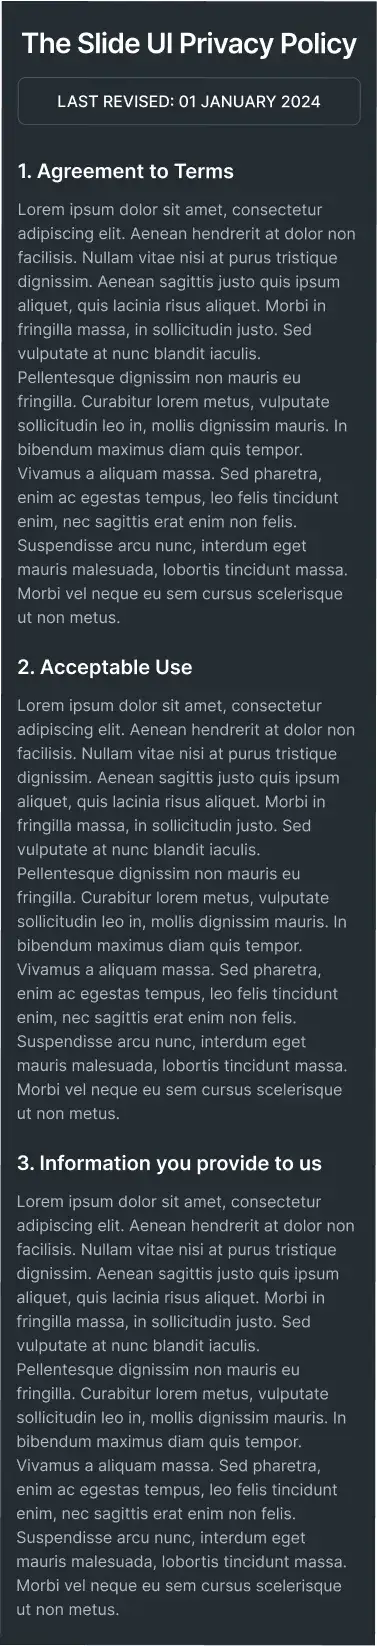 The Slide UI Privacy Policy
LAST REVISED: 01 JANUARY 2024
1. Agreement to Terms
Lorem ipsum dolor sit amet, consectetur
adipiscing elit. Aenean hendrerit at dolor non
facilisis. Nullam vitae nisi at purus tristique
dignissim. Aenean sagittis justo quis ipsum
aliquet, quis lacinia risus aliquet. Morbi in
fringilla massa, in sollicitudin justo. Sed
vulputate at nunc blandit iaculis.
Pellentesque dignissim non mauris eu
fringilla. Curabitur lorem metus, vulputate
sollicitudin leo in, mollis dignissim mauris. In
bibendum maximus diam quis tempor.
Vivamus a aliquam massa. Sed pharetra,
enim ac egestas tempus, leo felis tincidunt
enim, nec sagittis erat enim non felis.
Suspendisse arcu nunc, interdum eget
mauris malesuada, lobortis tincidunt massa.
Morbi vel neque eu sem cursus scelerisque
ut non metus.
2. Acceptable Use
Lorem ipsum dolor sit amet, consectetur
adipiscing elit. Aenean hendrerit at dolor non
facilisis. Nullam vitae nisi at purus tristique
dignissim. Aenean sagittis justo quis ipsum
aliquet, quis lacinia risus aliquet. Morbi in
fringilla massa, in sollicitudin justo. Sed
vulputate at nunc blandit iaculis.
Pellentesque dignissim non mauris eu
fringilla. Curabitur lorem metus, vulputate
sollicitudin leo in, mollis dignissim mauris. In
bibendum maximus diam quis tempor.
Vivamus a aliquam massa. Sed pharetra,
enim ac egestas tempus, leo felis tincidunt
enim, nec sagittis erat enim non felis.
Suspendisse arcu nunc, interdum eget
mauris malesuada, lobortis tincidunt massa.
Morbi vel neque eu sem cursus scelerisque
ut non metus.
3. Information you provide to us
Lorem ipsum dolor sit amet, consectetur
adipiscing elit. Aenean hendrerit at dolor non
facilisis. Nullam vitae nisi at purus tristique
dignissim. Aenean sagittis justo quis ipsum
aliquet, quis lacinia risus aliquet. Morbi in
fringilla massa, in sollicitudin justo. Sed
vulputate at nunc blandit iaculis.
Pellentesque dignissim non mauris eu
fringilla. Curabitur lorem metus, vulputate
sollicitudin leo in, mollis dignissim mauris. In
bibendum maximus diam quis tempor.
Vivamus a aliquam massa. Sed pharetra,
enim ac egestas tempus, leo felis tincidunt
enim, nec sagittis erat enim non felis.
Suspendisse arcu nunc, interdum eget
mauris malesuada, lobortis tincidunt massa.
Morbi vel neque eu sem cursus scelerisque
ut non metus.